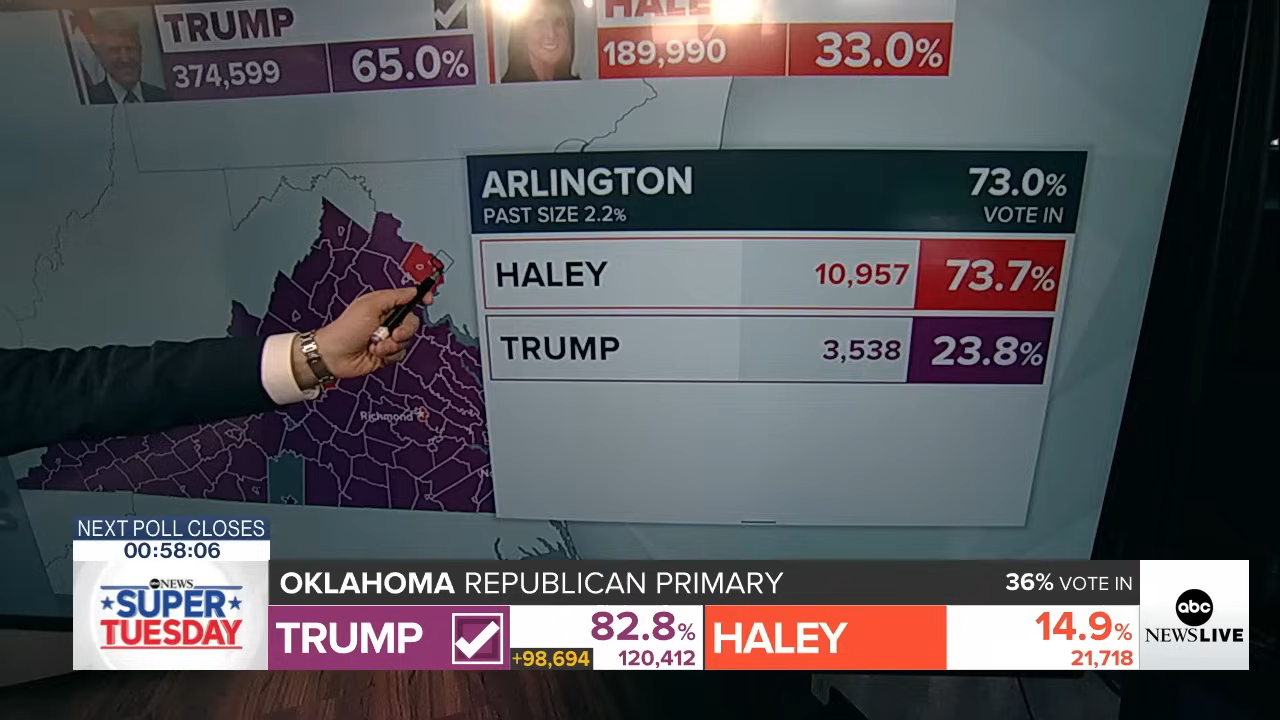 TRUMP
374,599 65.0%
HALEY
189,990 33.0%
ARLINGTON 73.0%
PAST SIZE 2.2% VOTE IN
HALEY 10,957 73.7%
TRUMP 3,538 23.8%
Richmond
NEXT POLL CLOSES
00:58:06
abc NEWS
SUPER
TUESDAY
OKLAHOMA REPUBLICAN PRIMARY 36% VOTE IN
TRUMP 82.8%
+98,694 120,412
HALEY 14.9%
21,718
abc
NEWS LIVE